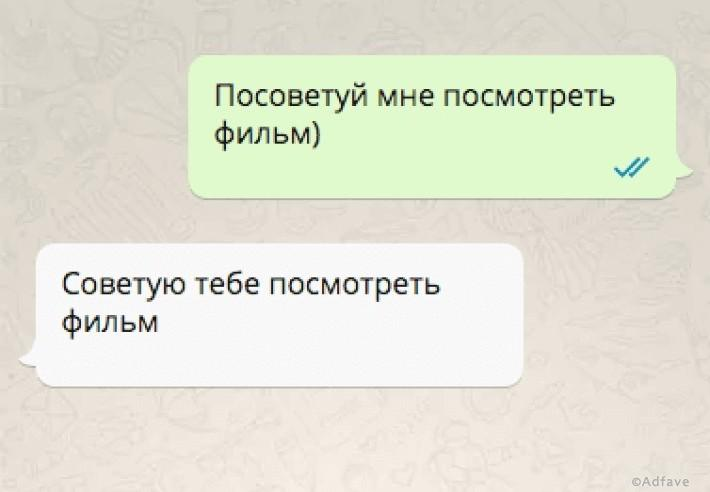 Посоветуй мне посмотреть
фильм)
Советую тебе посмотреть
фильм
©Adfave